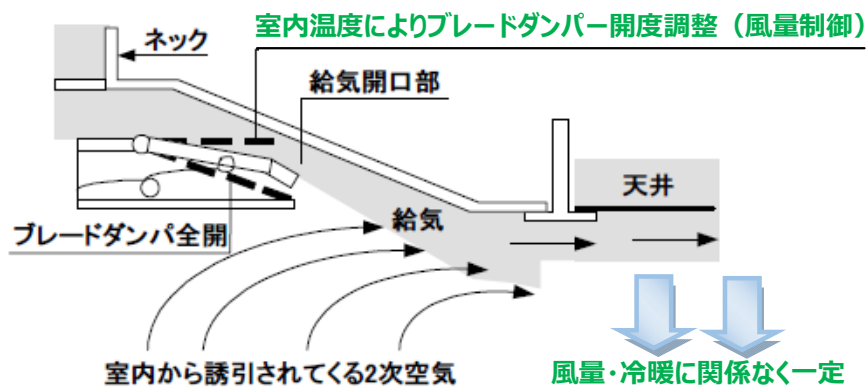 室内温度によりブレードダンパー開度調整（風量制御）
ネック
給気開口部
天井
給気
ブレードダンパ全開
室内から誘引されてくる2次空気
風量・冷暖に関係なく一定